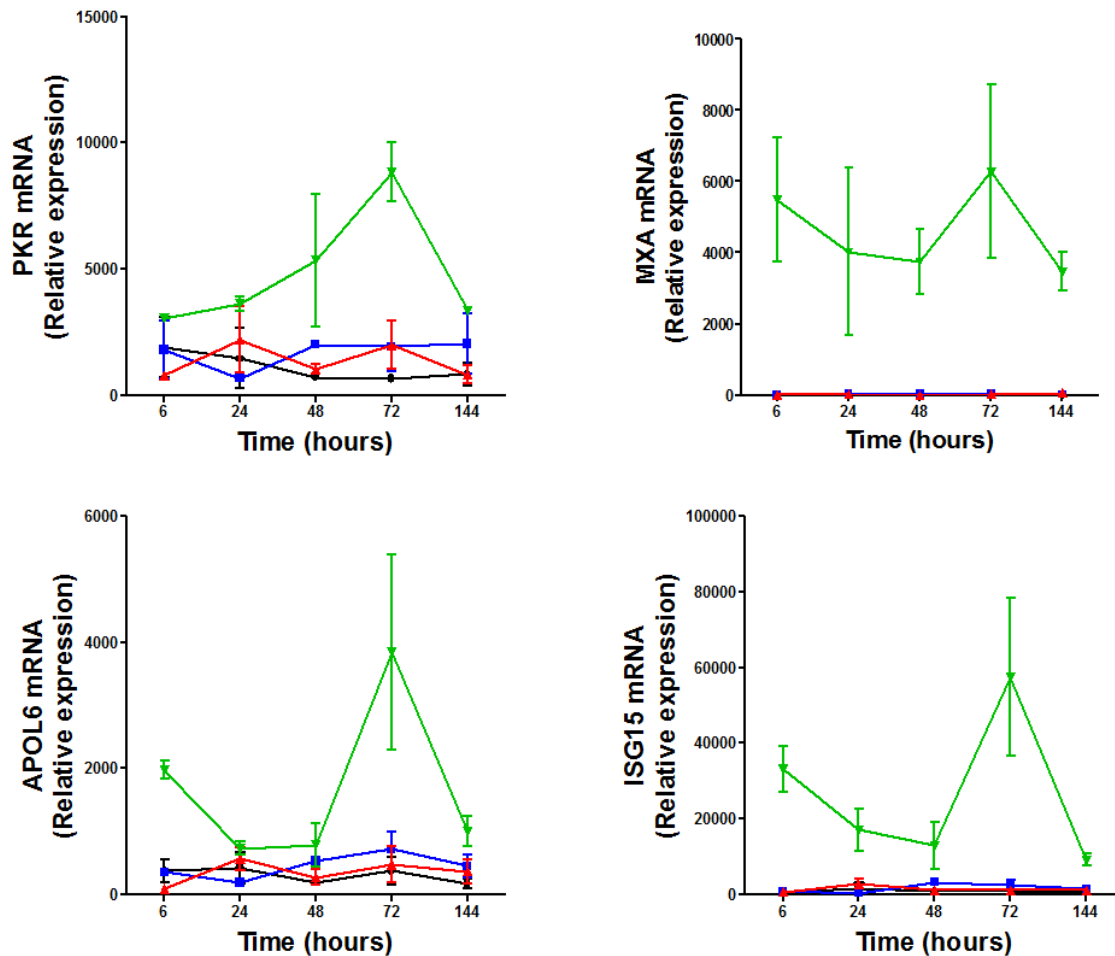 PKR mRNA
(Relative expression)
15000
10000
5000
0
6 24 48 72 144
Time (hours)
MXA mRNA
(Relative expression)
10000
8000
6000
4000
2000
0
6 24 48 72 144
Time (hours)
APOL6 mRNA
(Relative expression)
6000
4000
2000
0
6 24 48 72 144
Time (hours)
ISG15 mRNA
(Relative expression)
100000
80000
60000
40000
20000
0
6 24 48 72 144
Time (hours)